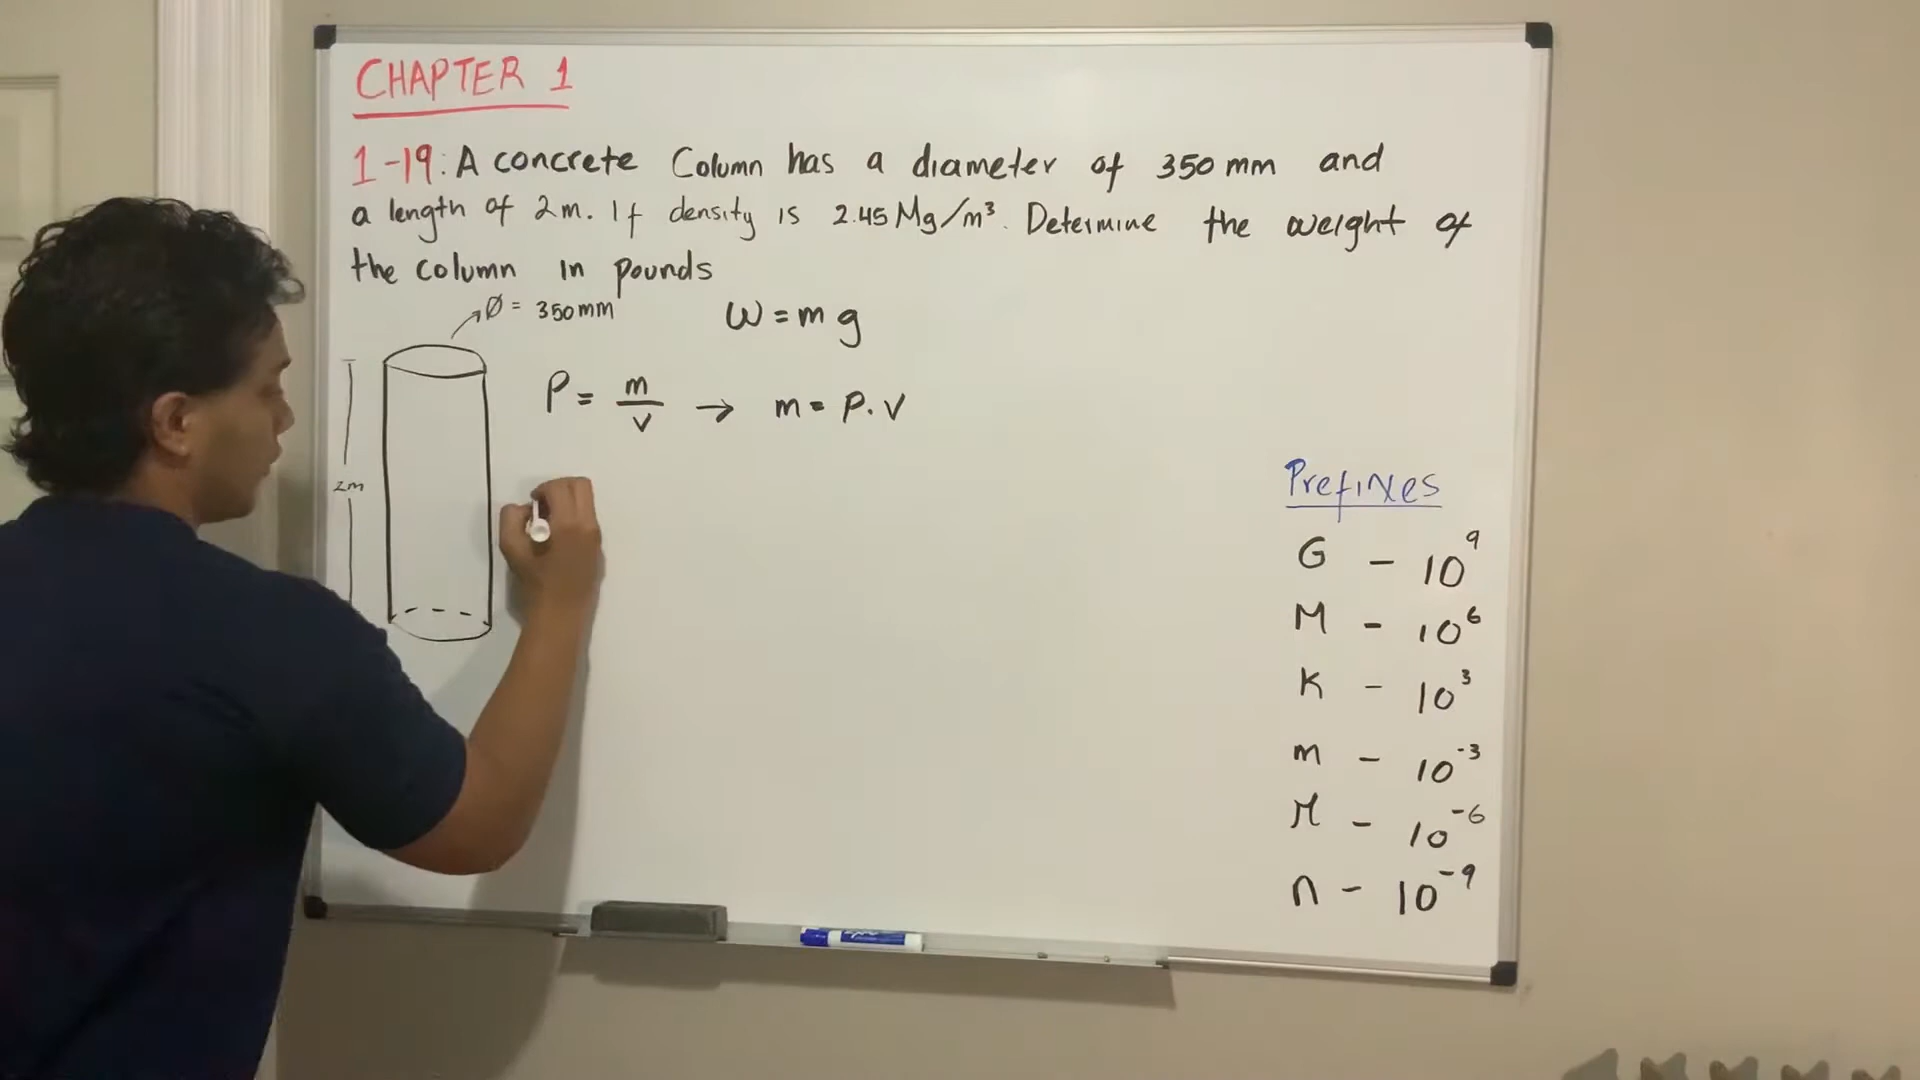 CHAPTER 1
1-19: A concrete Column has a diameter of 350 mm and
a length of 2m. If density is 2.45 Mg/m³. Determine the weight of
the column in pounds
Ø = 350mm
W = m g
ρ = m/v → m = ρ. v
2m
Prefixes
G - 10⁹
M - 10⁶
K - 10³
m - 10⁻³
μ - 10⁻⁶
n - 10⁻⁹